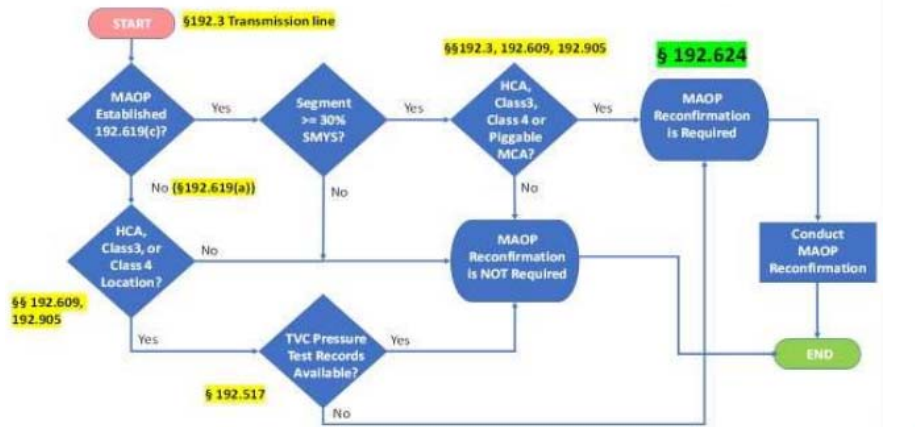 START
§192.3 Transmission line
§§192.3, 192.609, 192.905
§ 192.624
MAOP
Established
192.619(c)?
Yes
Segment
>= 30%
SMYS?
Yes
HCA,
Class3,
Class 4 or
Piggable
MCA?
Yes
MAOP
Reconfirmation
is Required
No (§192.619(a))
No
No
HCA,
Class3, or
Class 4
Location?
No
MAOP
Reconfirmation
is NOT Required
Conduct
MAOP
Reconfirmation
§§ 192.609,
192.905
Yes
TVC Pressure
Test Records
Available?
Yes
END
§ 192.517
No